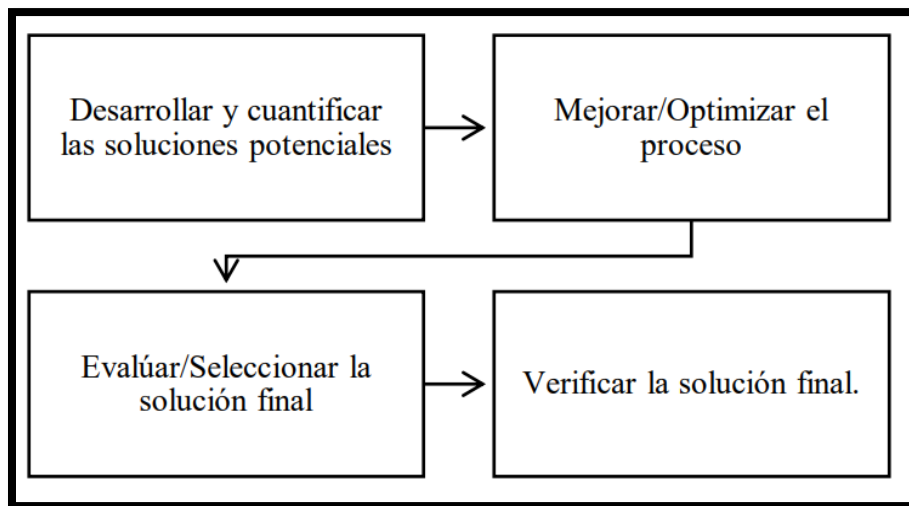 Desarrollar y cuantificar
las soluciones potenciales
Mejorar/Optimizar el
proceso
Evalúar/Seleccionar la
solución final
Verificar la solución final.